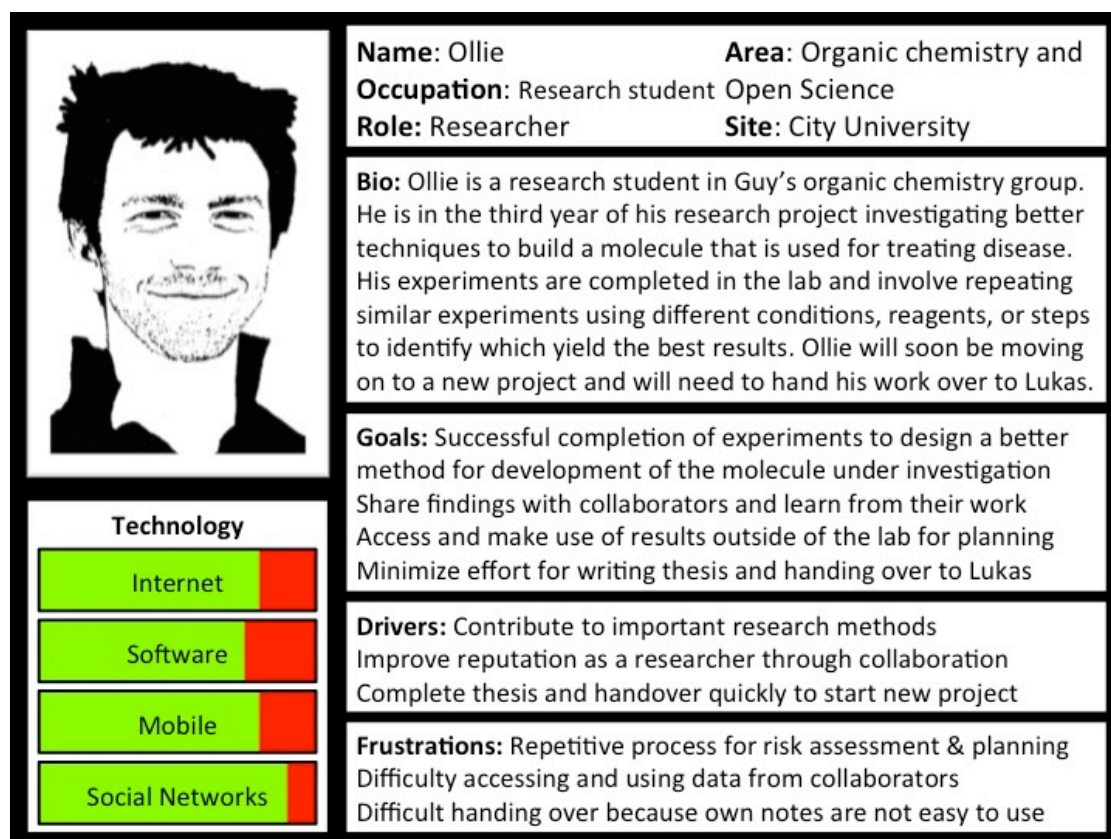 Name: Ollie
Occupation: Research student
Role: Researcher
Area: Organic chemistry and
Open Science
Site: City University
Bio: Ollie is a research student in Guy's organic chemistry group.
He is in the third year of his research project investigating better
techniques to build a molecule that is used for treating disease.
His experiments are completed in the lab and involve repeating
similar experiments using different conditions, reagents, or steps
to identify which yield the best results. Ollie will soon be moving
on to a new project and will need to hand his work over to Lukas.
Goals: Successful completion of experiments to design a better
method for development of the molecule under investigation
Share findings with collaborators and learn from their work
Access and make use of results outside of the lab for planning
Minimize effort for writing thesis and handing over to Lukas
Drivers: Contribute to important research methods
Improve reputation as a researcher through collaboration
Complete thesis and handover quickly to start new project
Frustrations: Repetitive process for risk assessment & planning
Difficulty accessing and using data from collaborators
Difficult handing over because own notes are not easy to use
Technology
Internet
Software
Mobile
Social Networks